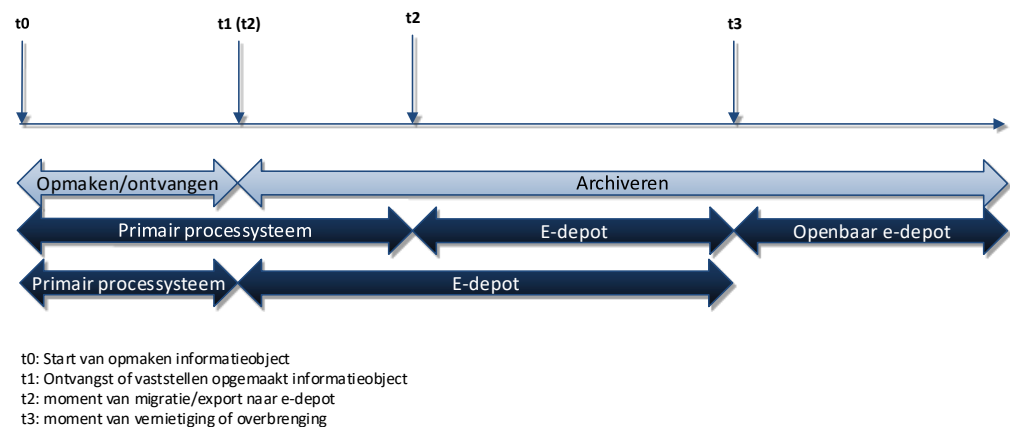 t0
t1 (t2)
t2
t3
Opmaken/ontvangen
Archiveren
Primair processysteem
E-depot
Openbaar e-depot
Primair processysteem
E-depot
t0: Start van opmaken informatieobject
t1: Ontvangst of vaststellen opgemaakt informatieobject
t2: moment van migratie/export naar e-depot
t3: moment van vernietiging of overbrenging